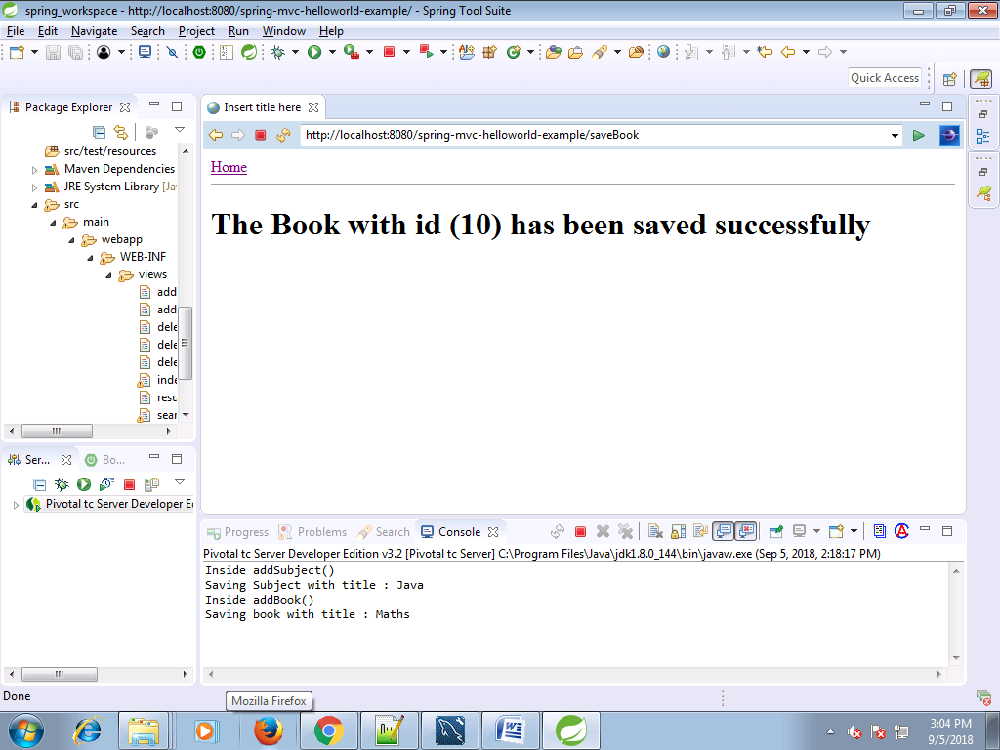 spring_workspace - http://localhost:8080/spring-mvc-helloworld-example/ - Spring Tool Suite
File Edit Navigate Search Project Run Window Help
Quick Access
Package Explorer
src/test/resources
Maven Dependencies
JRE System Library [Ja
src
main
webapp
WEB-INF
views
add
add
dele
dele
dele
inde
resu
sear
Ser...
Bo...
Pivotal tc Server Developer E
Insert title here
http://localhost:8080/spring-mvc-helloworld-example/saveBook
Home
The Book with id (10) has been saved successfully
Progress Problems Search Console
Pivotal tc Server Developer Edition v3.2 [Pivotal tc Server] C:\Program Files\Java\jdk1.8.0_144\bin\javaw.exe (Sep 5, 2018, 2:18:17 PM)
Inside addSubject()
Saving Subject with title : Java
Inside addBook()
Saving book with title : Maths
Done
Mozilla Firefox
3:04 PM
9/5/2018